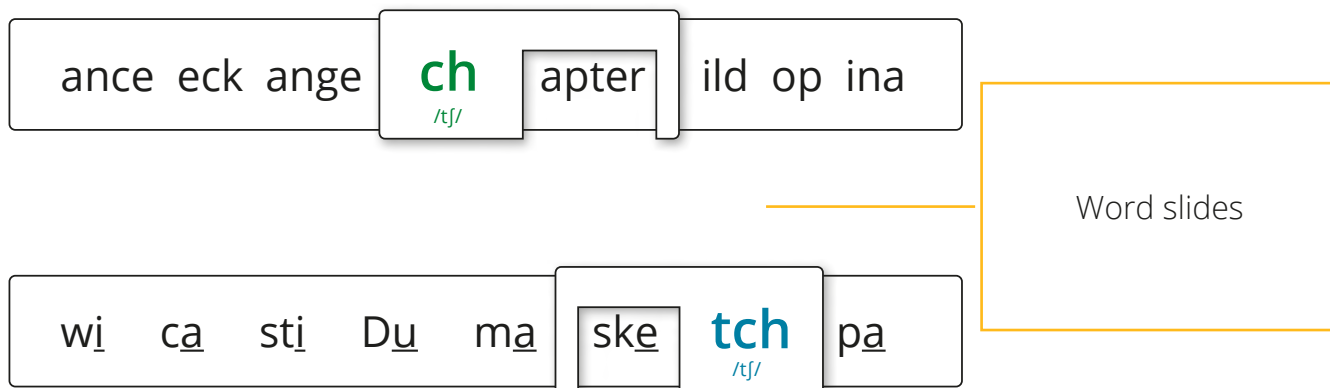 ance eck ange ch apter ild op ina
/tʃ/
Word slides
wi ca sti Du ma ske tch pa
/tʃ/